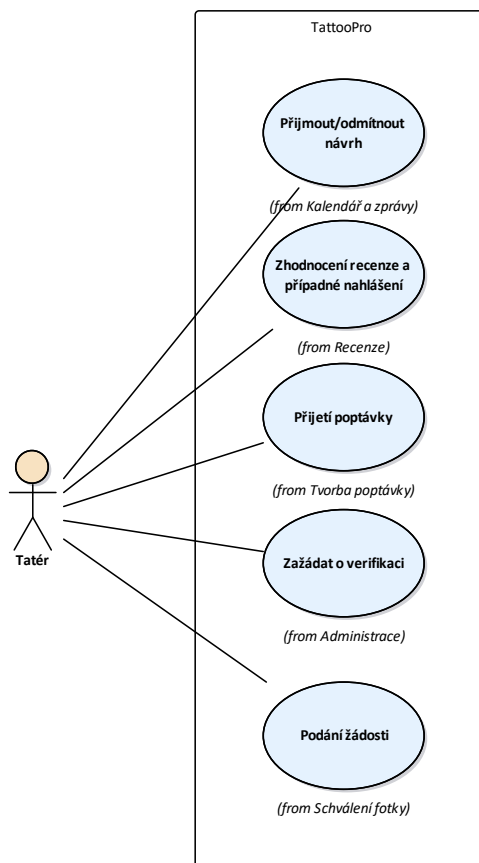 TattooPro
Přijmout/odmítnout
návrh
(from Kalendář a zprávy)
Zhodnocení recenze a
případné nahlášení
(from Recenze)
Přijetí poptávky
(from Tvorba poptávky)
Tatér
Zažádat o verifikaci
(from Administrace)
Podání žádosti
(from Schválení fotky)